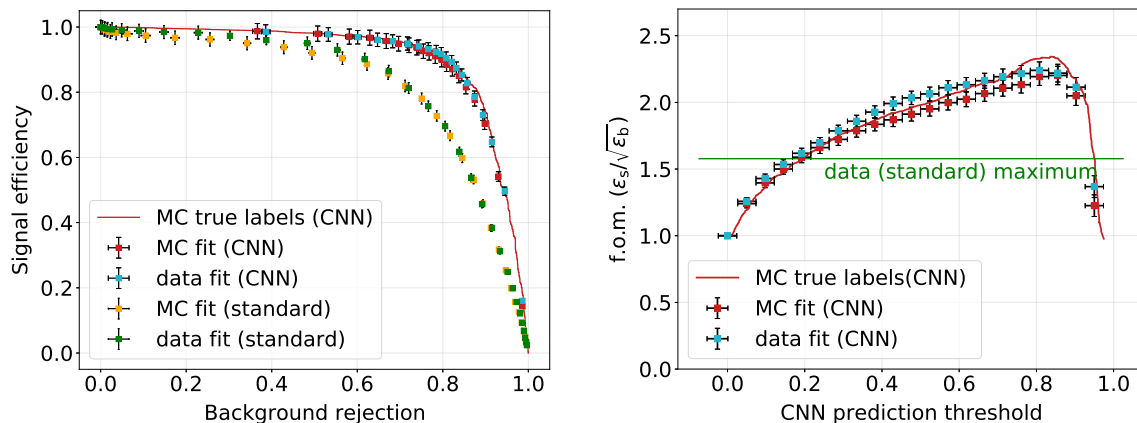 1.0
0.8
0.6
0.4
0.2
0.0
Signal efficiency
MC true labels (CNN)
MC fit (CNN)
data fit (CNN)
MC fit (standard)
data fit (standard)
0.0 0.2 0.4 0.6 0.8 1.0
Background rejection
2.5
2.0
1.5
1.0
0.5
0.0
f.o.m. (εs/√εb)
data (standard) maximum
MC true labels(CNN)
MC fit (CNN)
data fit (CNN)
0.0 0.2 0.4 0.6 0.8 1.0
CNN prediction threshold